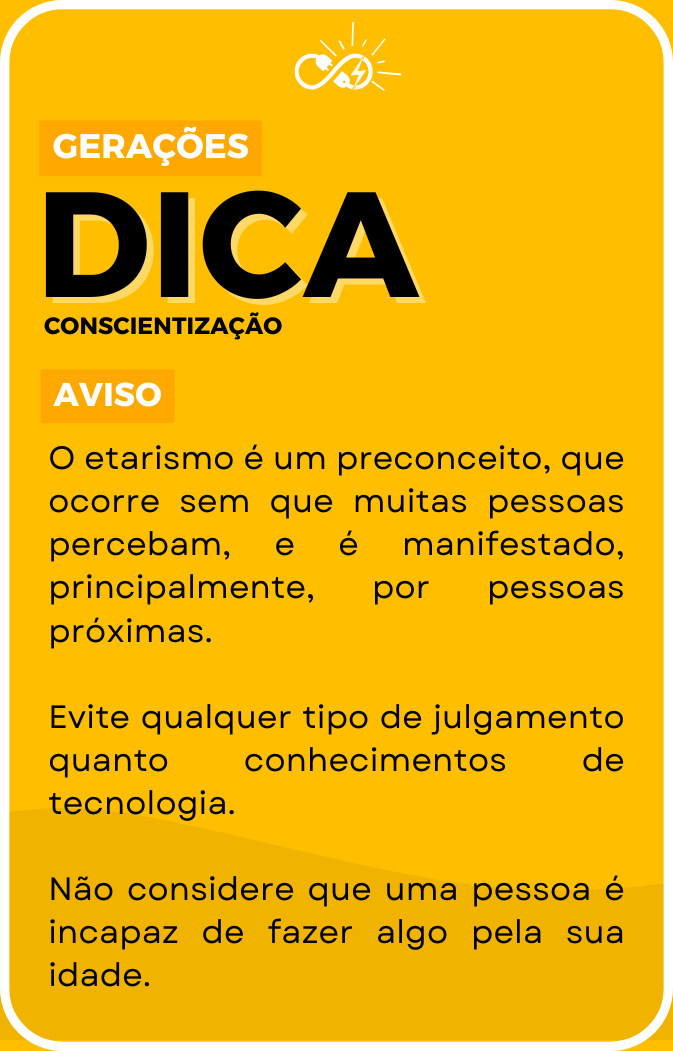 GERAÇÕES
DICA
CONSCIENTIZAÇÃO
AVISO
O etarismo é um preconceito, que
ocorre sem que muitas pessoas
percebam, e é manifestado,
principalmente, por pessoas
próximas.
Evite qualquer tipo de julgamento
quanto conhecimentos de
tecnologia.
Não considere que uma pessoa é
incapaz de fazer algo pela sua
idade.